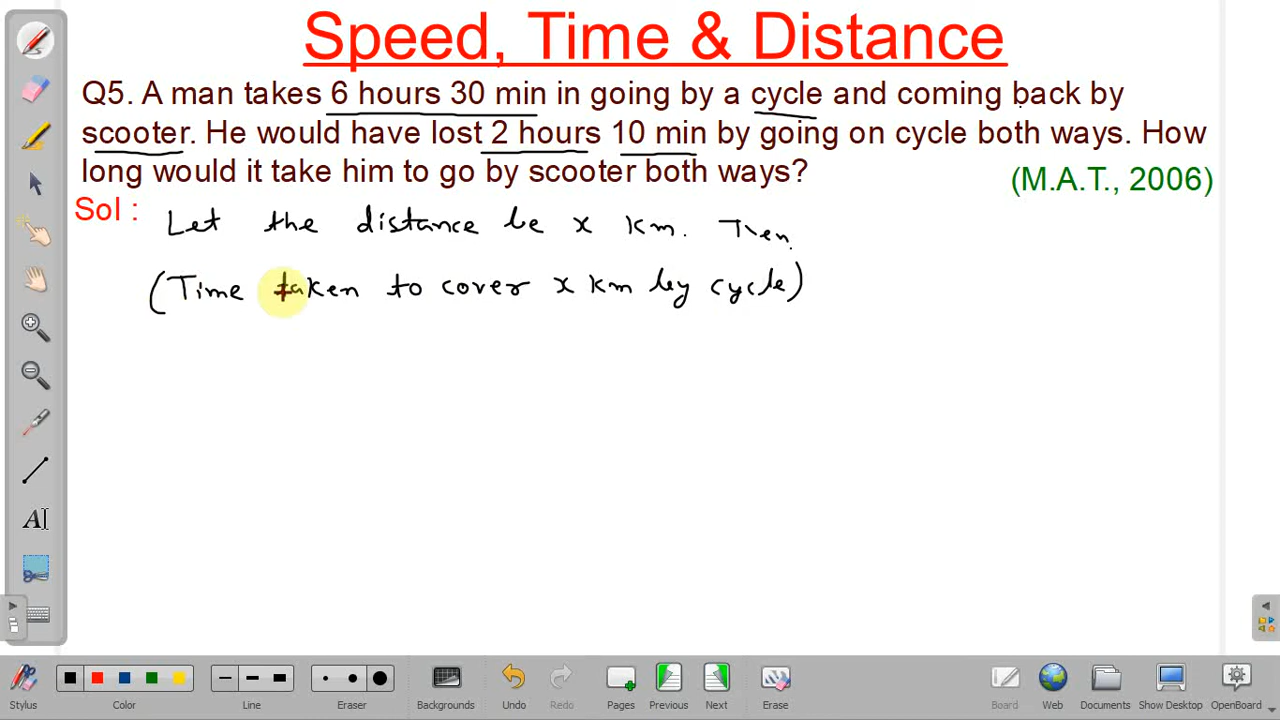 Speed, Time & Distance
Q5. A man takes 6 hours 30 min in going by a cycle and coming back by
scooter. He would have lost 2 hours 10 min by going on cycle both ways. How
long would it take him to go by scooter both ways?
(M.A.T., 2006)
Sol :
Let the distance be x km. Then
(Time taken to cover x km by cycle)
Stylus
Color
Line
Eraser
Backgrounds
Undo
Redo
Pages
Previous
Next
Erase
Board
Web
Documents
Show Desktop
OpenBoard